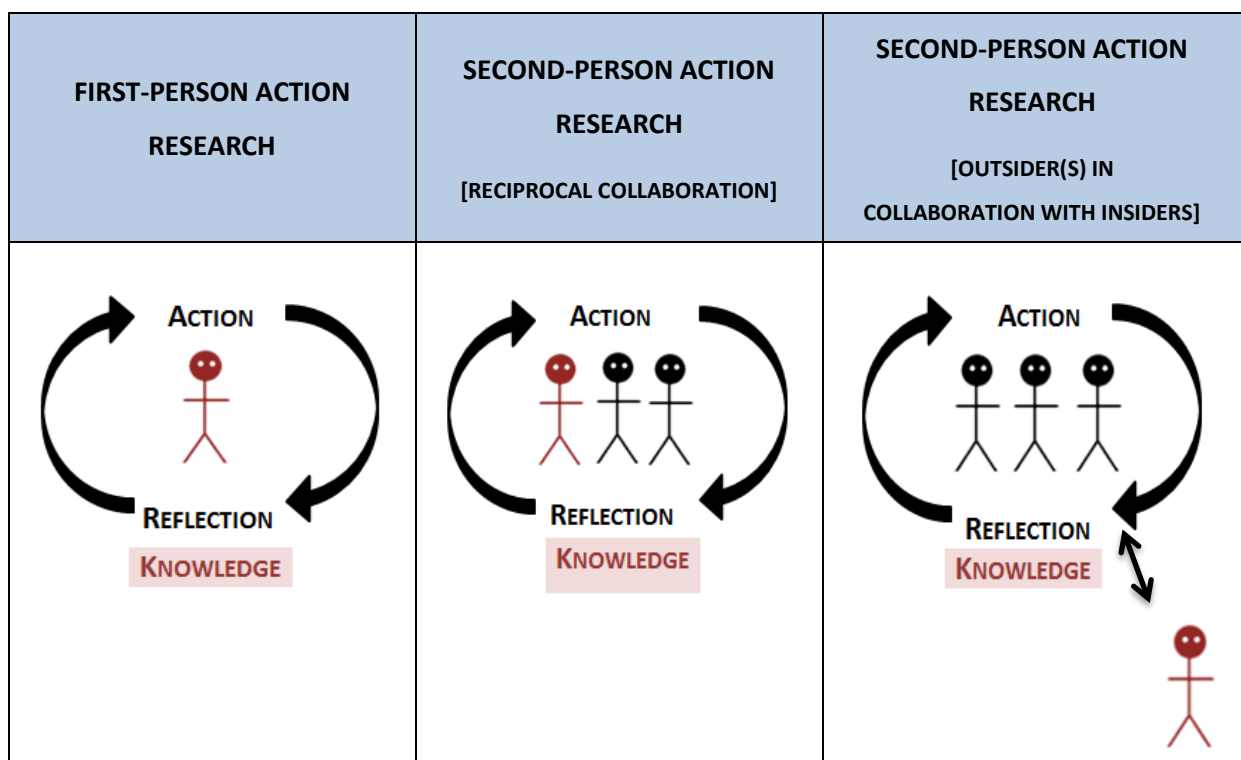 FIRST-PERSON ACTION
RESEARCH
SECOND-PERSON ACTION
RESEARCH
[RECIPROCAL COLLABORATION]
SECOND-PERSON ACTION
RESEARCH
[OUTSIDER(S) IN
COLLABORATION WITH INSIDERS]
ACTION
REFLECTION
KNOWLEDGE
ACTION
REFLECTION
KNOWLEDGE
ACTION
REFLECTION
KNOWLEDGE